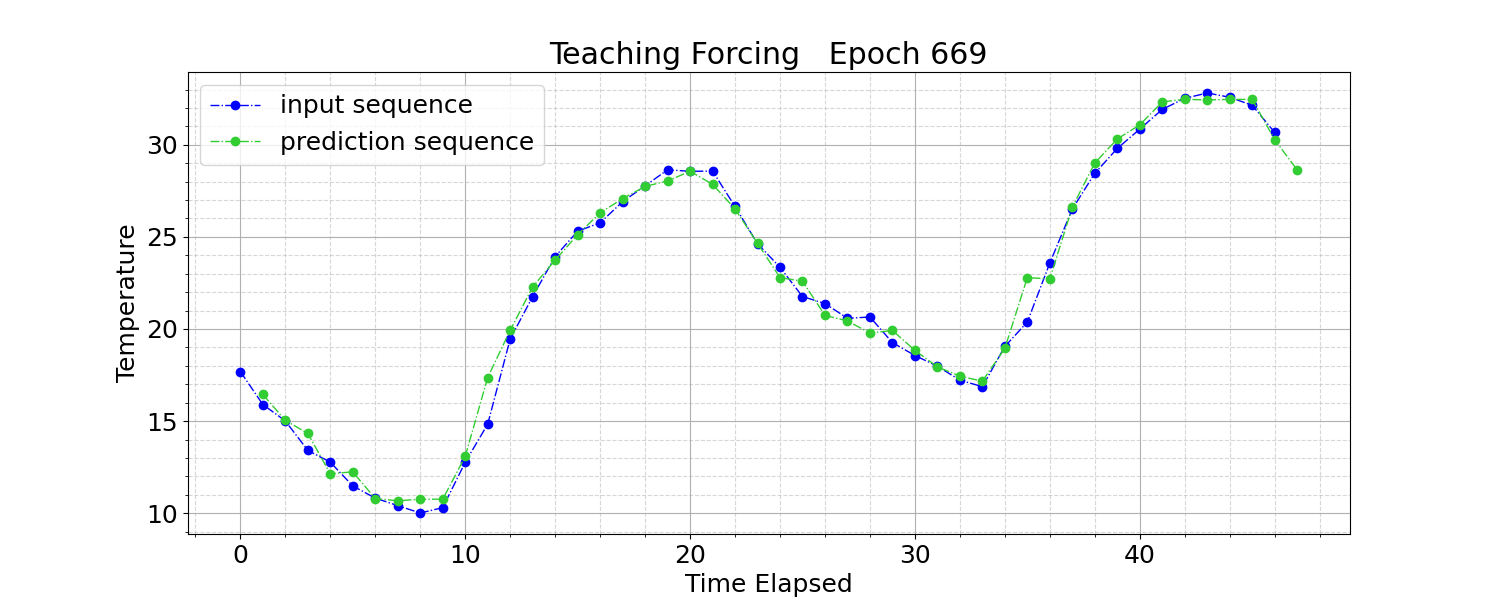 Teaching Forcing   Epoch 669
input sequence
prediction sequence
Temperature
30
25
20
15
10
0 10 20 30 40
Time Elapsed